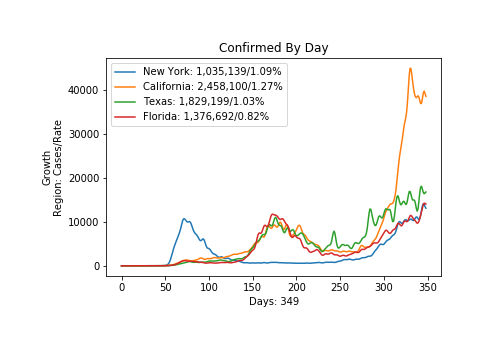 Confirmed By Day
New York: 1,035,139/1.09%
California: 2,458,100/1.27%
Texas: 1,829,199/1.03%
Florida: 1,376,692/0.82%
Growth
Region: Cases/Rate
40000
30000
20000
10000
0
0 50 100 150 200 250 300 350
Days: 349